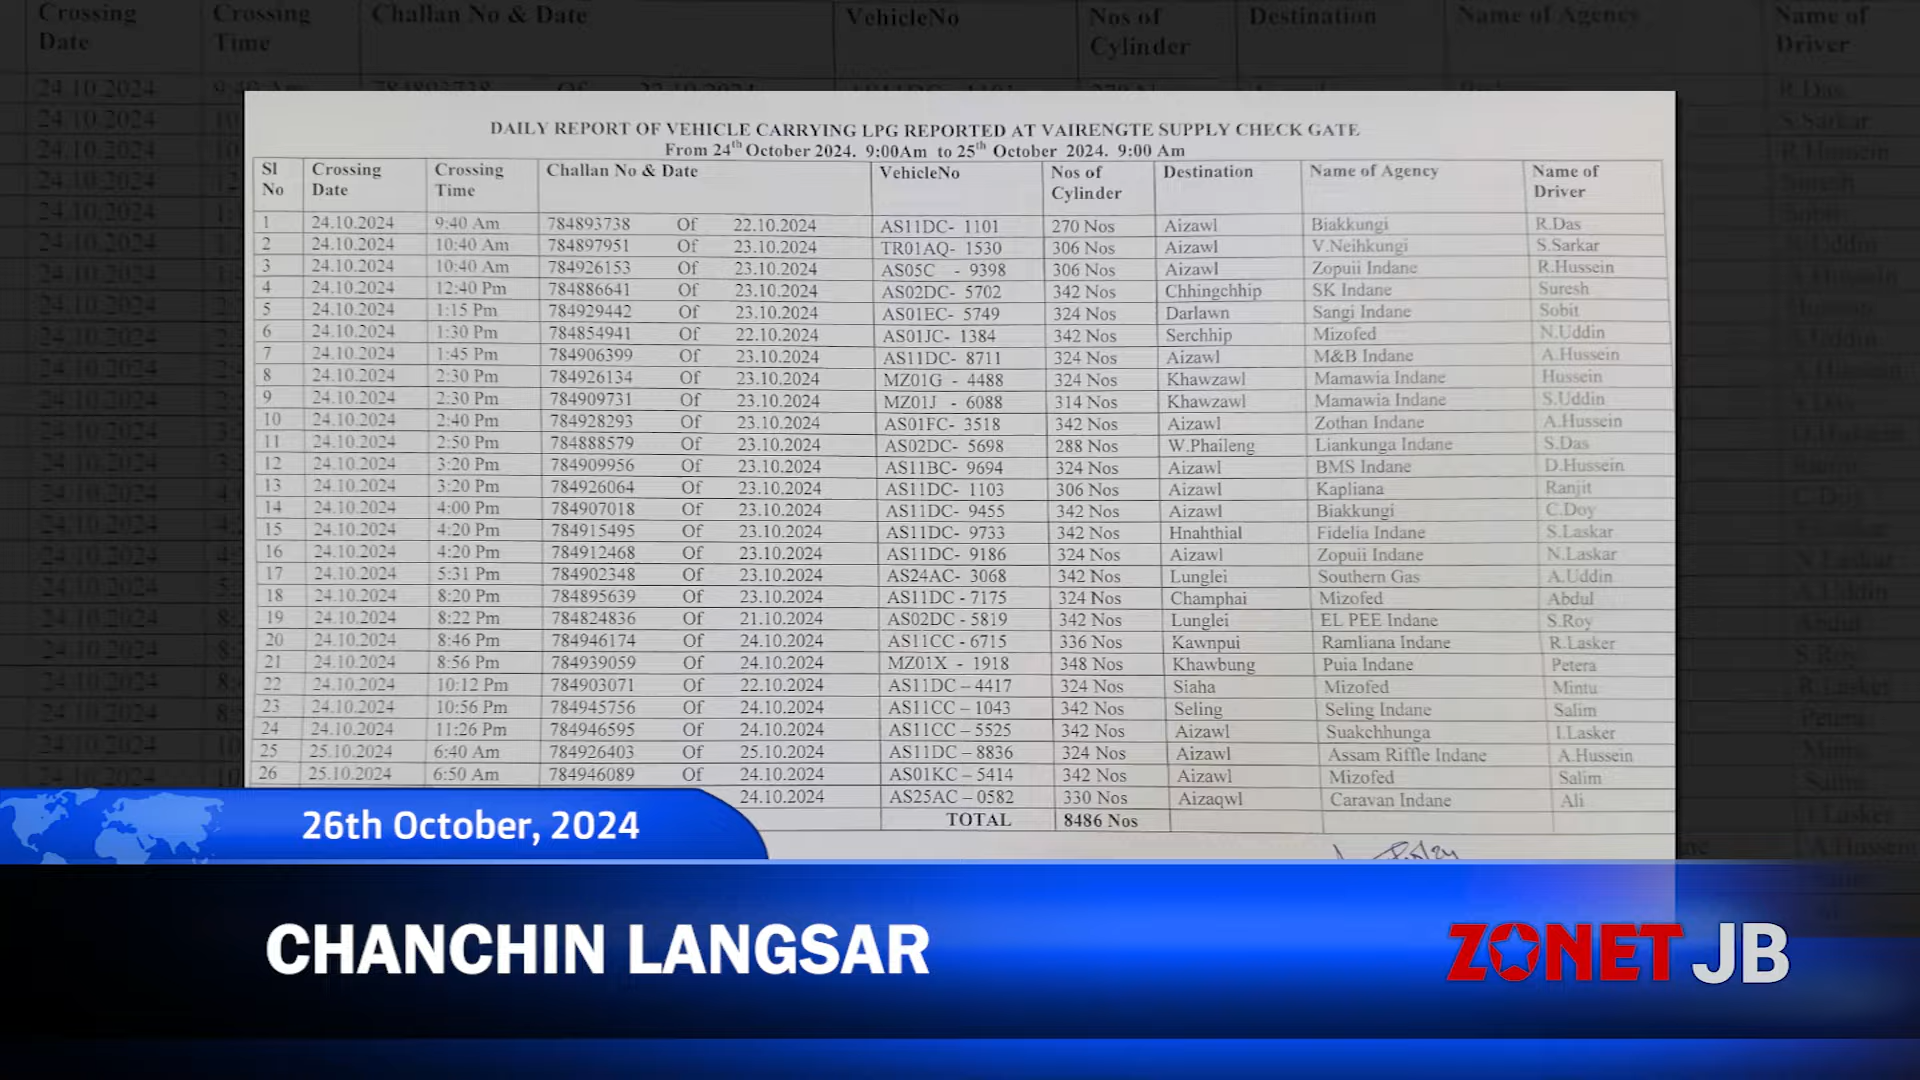 Crossing Date Crossing Time Challan No & Date VehicleNo Nos of Cylinder Destination Name of Agency Name of Driver
DAILY REPORT OF VEHICLE CARRYING LPG REPORTED AT VAIRENGTE SUPPLY CHECK GATE
From 24th October 2024. 9:00Am to 25th October 2024. 9:00 Am
Sl No Crossing Date Crossing Time Challan No & Date VehicleNo Nos of Cylinder Destination Name of Agency Name of Driver
1 24.10.2024 9:40 Am 784893738 Of 22.10.2024 AS11DC- 1101 270 Nos Aizawl Biakkungi R.Das
2 24.10.2024 10:40 Am 784897951 Of 23.10.2024 TR01AQ- 1530 306 Nos Aizawl V.Neihkungi S.Sarkar
3 24.10.2024 10:40 Am 784926153 Of 23.10.2024 AS05C - 9398 306 Nos Aizawl Zopuii Indane R.Hussein
4 24.10.2024 12:40 Pm 784886641 Of 23.10.2024 AS02DC- 5702 342 Nos Chhingchhip SK Indane Suresh
5 24.10.2024 1:15 Pm 784929442 Of 23.10.2024 AS01EC- 5749 324 Nos Darlawn Sangi Indane Sobit
6 24.10.2024 1:30 Pm 784854941 Of 22.10.2024 AS01JC- 1384 342 Nos Serchhip Mizofed N.Uddin
7 24.10.2024 1:45 Pm 784906399 Of 23.10.2024 AS11DC- 8711 324 Nos Aizawl M&B Indane A.Hussein
8 24.10.2024 2:30 Pm 784926134 Of 23.10.2024 MZ01G - 4488 324 Nos Khawzawl Mamawia Indane Hussein
9 24.10.2024 2:30 Pm 784909731 Of 23.10.2024 MZ01J - 6088 314 Nos Khawzawl Mamawia Indane S.Uddin
10 24.10.2024 2:40 Pm 784928293 Of 23.10.2024 AS01FC- 3518 342 Nos Aizawl Zothan Indane A.Hussein
11 24.10.2024 2:50 Pm 784888579 Of 23.10.2024 AS02DC- 5698 288 Nos W.Phaileng Liankunga Indane S.Das
12 24.10.2024 3:20 Pm 784909956 Of 23.10.2024 AS11BC- 9694 324 Nos Aizawl BMS Indane D.Hussein
13 24.10.2024 3:20 Pm 784926064 Of 23.10.2024 AS11DC- 1103 306 Nos Aizawl Kapliana Ranjit
14 24.10.2024 4:00 Pm 784907018 Of 23.10.2024 AS11DC- 9455 342 Nos Aizawl Biakkungi C.Doy
15 24.10.2024 4:20 Pm 784915495 Of 23.10.2024 AS11DC- 9733 342 Nos Hnahthial Fidelia Indane S.Laskar
16 24.10.2024 4:20 Pm 784912468 Of 23.10.2024 AS11DC- 9186 324 Nos Aizawl Zopuii Indane N.Laskar
17 24.10.2024 5:31 Pm 784902348 Of 23.10.2024 AS24AC- 3068 342 Nos Lunglei Southern Gas A.Uddin
18 24.10.2024 8:20 Pm 784895639 Of 23.10.2024 AS11DC - 7175 324 Nos Champhai Mizofed Abdul
19 24.10.2024 8:22 Pm 784824836 Of 21.10.2024 AS02DC - 5819 342 Nos Lunglei EL PEE Indane S.Roy
20 24.10.2024 8:46 Pm 784946174 Of 24.10.2024 AS11CC - 6715 336 Nos Kawnpui Ramliana Indane R.Lasker
21 24.10.2024 8:56 Pm 784939059 Of 24.10.2024 MZ01X - 1918 348 Nos Khawbung Puia Indane Petera
22 24.10.2024 10:12 Pm 784903071 Of 22.10.2024 AS11DC – 4417 324 Nos Siaha Mizofed Mintu
23 24.10.2024 10:56 Pm 784945756 Of 24.10.2024 AS11CC – 1043 342 Nos Seling Seling Indane Salim
24 24.10.2024 11:26 Pm 784946595 Of 24.10.2024 AS11CC – 5525 342 Nos Aizawl Suakchhunga I.Lasker
25 25.10.2024 6:40 Am 784926403 Of 25.10.2024 AS11DC – 8836 324 Nos Aizawl Assam Riffle Indane A.Hussein
26 25.10.2024 6:50 Am 784946089 Of 24.10.2024 AS01KC – 5414 342 Nos Aizawl Mizofed Salim
24.10.2024 AS25AC – 0582 330 Nos Aizaqwl Caravan Indane Ali
TOTAL 8486 Nos
26th October, 2024
CHANCHIN LANGSAR
ZONET JB